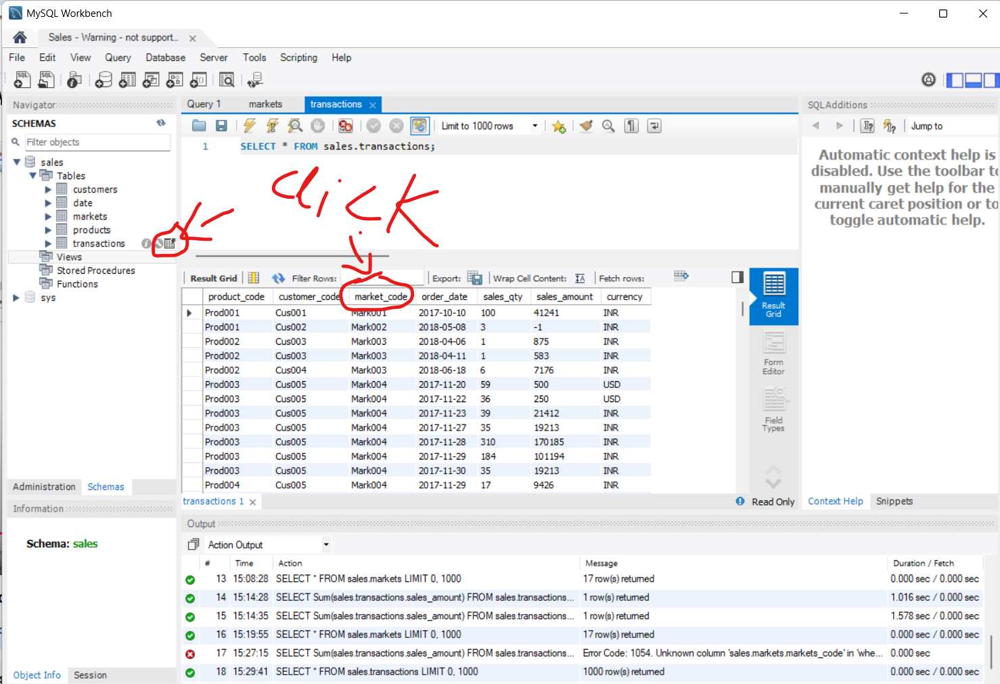 MySQL Workbench
Sales - Warning - not support...
File Edit View Query Database Server Tools Scripting Help
Navigator
SCHEMAS
Filter objects
sales
Tables
customers
date
markets
products
transactions
Views
Stored Procedures
Functions
sys
Administration Schemas
Information
Schema: sales
Object Info Session
Query 1 markets transactions
Limit to 1000 rows
1 SELECT * FROM sales.transactions;
click
Result Grid Filter Rows: Export: Wrap Cell Content: Fetch rows:
product_code customer_code market_code order_date sales_qty sales_amount currency
Prod001 Cus001 Mark001 2017-10-10 100 41241 INR
Prod001 Cus002 Mark002 2018-05-08 3 -1 INR
Prod002 Cus003 Mark003 2018-04-06 1 875 INR
Prod002 Cus003 Mark003 2018-04-11 1 583 INR
Prod002 Cus004 Mark003 2018-06-18 6 7176 INR
Prod003 Cus005 Mark004 2017-11-20 59 500 USD
Prod003 Cus005 Mark004 2017-11-22 36 250 USD
Prod003 Cus005 Mark004 2017-11-23 39 21412 INR
Prod003 Cus005 Mark004 2017-11-27 35 19213 INR
Prod003 Cus005 Mark004 2017-11-28 310 170185 INR
Prod003 Cus005 Mark004 2017-11-29 184 101194 INR
Prod003 Cus005 Mark004 2017-11-30 35 19213 INR
Prod004 Cus005 Mark004 2017-11-29 17 9426 INR
Result
Grid
Form
Editor
Field
Types
transactions 1 Read Only
SQLAdditions
Jump to
Automatic context help is
disabled. Use the toolbar to
manually get help for the
current caret position or to
toggle automatic help.
Context Help Snippets
Output
Action Output
# Time Action Message Duration / Fetch
13 15:08:28 SELECT * FROM sales.markets LIMIT 0, 1000 17 row(s) returned 0.000 sec / 0.000 sec
14 15:14:28 SELECT Sum(sales.transactions.sales_amount) FROM sales.transactions... 1 row(s) returned 1.016 sec / 0.000 sec
15 15:14:35 SELECT Sum(sales.transactions.sales_amount) FROM sales.transactions... 1 row(s) returned 1.578 sec / 0.000 sec
16 15:19:55 SELECT * FROM sales.markets LIMIT 0, 1000 17 row(s) returned 0.000 sec / 0.000 sec
17 15:27:15 SELECT Sum(sales.transactions.sales_amount) FROM sales.transactions... Error Code: 1054. Unknown column 'sales.markets.markets_code' in 'whe... 0.000 sec
18 15:29:41 SELECT * FROM sales.transactions LIMIT 0, 1000 1000 row(s) returned 0.000 sec / 0.000 sec